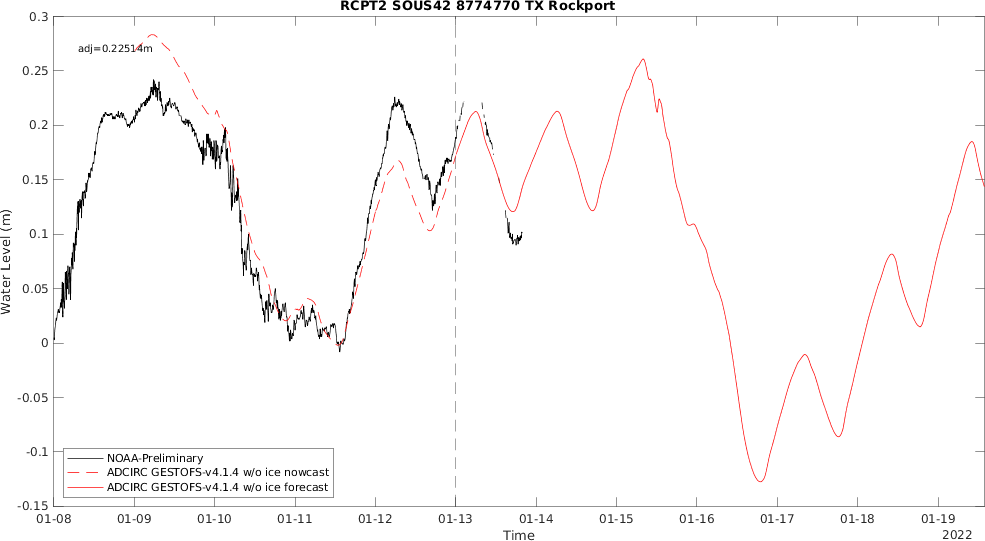 RCPT2 SOUS42 8774770 TX Rockport
adj=0.22514m
0.3
0.25
0.2
0.15
0.1
0.05
0
-0.05
-0.1
-0.15
Water Level (m)
NOAA-Preliminary
ADCIRC GESTOFS-v4.1.4 w/o ice nowcast
ADCIRC GESTOFS-v4.1.4 w/o ice forecast
01-08 01-09 01-10 01-11 01-12 01-13 01-14 01-15 01-16 01-17 01-18 01-19
Time
2022